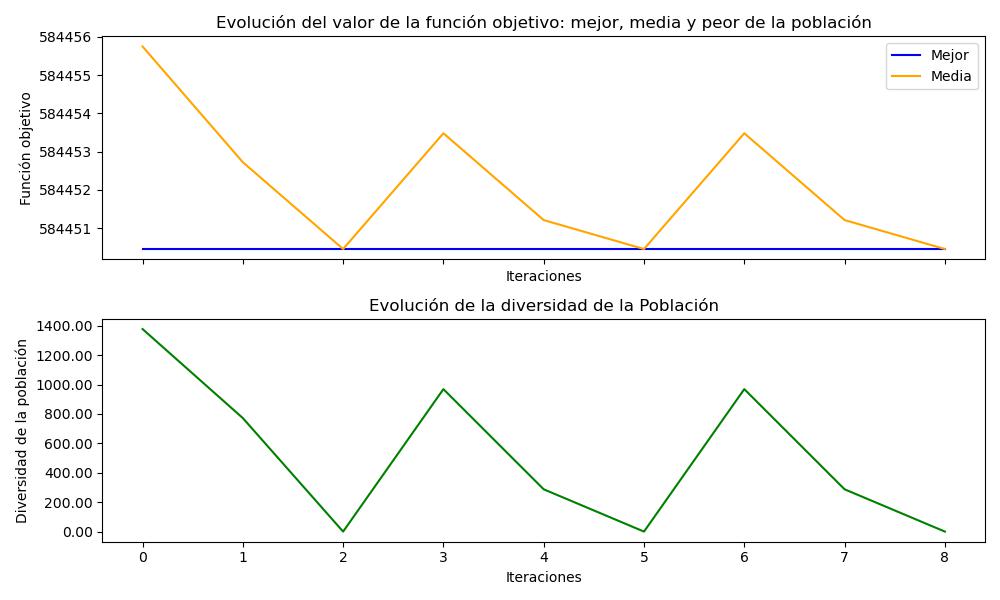 Evolución del valor de la función objetivo: mejor, media y peor de la población
584456
584455
584454
584453
584452
584451
Función objetivo
Mejor
Media
Iteraciones
Evolución de la diversidad de la Población
1400.00
1200.00
1000.00
800.00
600.00
400.00
200.00
0.00
Diversidad de la población
0 1 2 3 4 5 6 7 8
Iteraciones